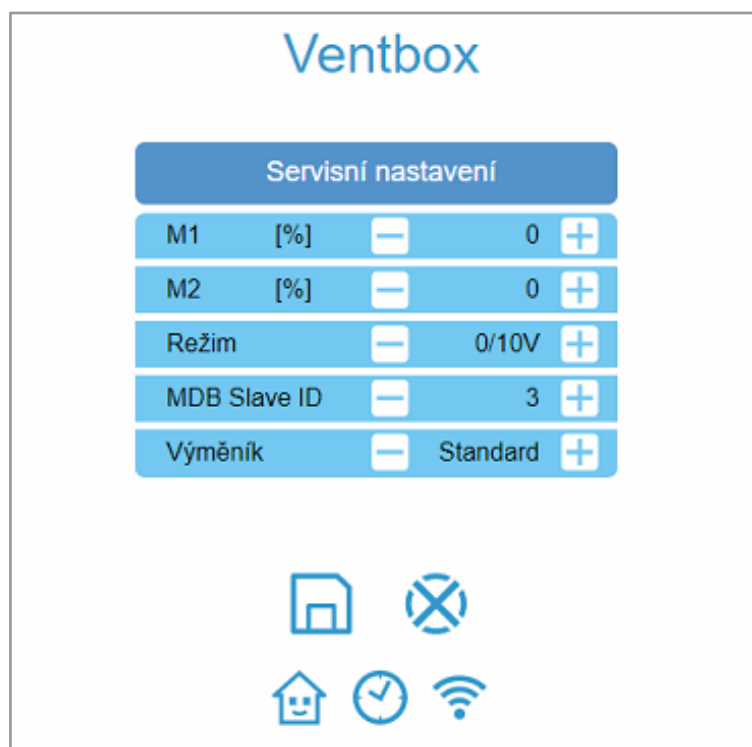 Ventbox
Servisní nastavení
M1 [%] 0
M2 [%] 0
Režim 0/10V
MDB Slave ID 3
Výměník Standard